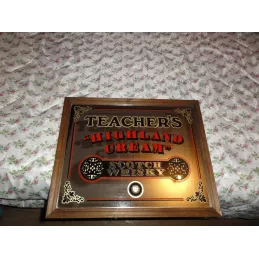 TEACHER'S
"HIGHLAND
CREAM"
SCOTCH
WHISKY